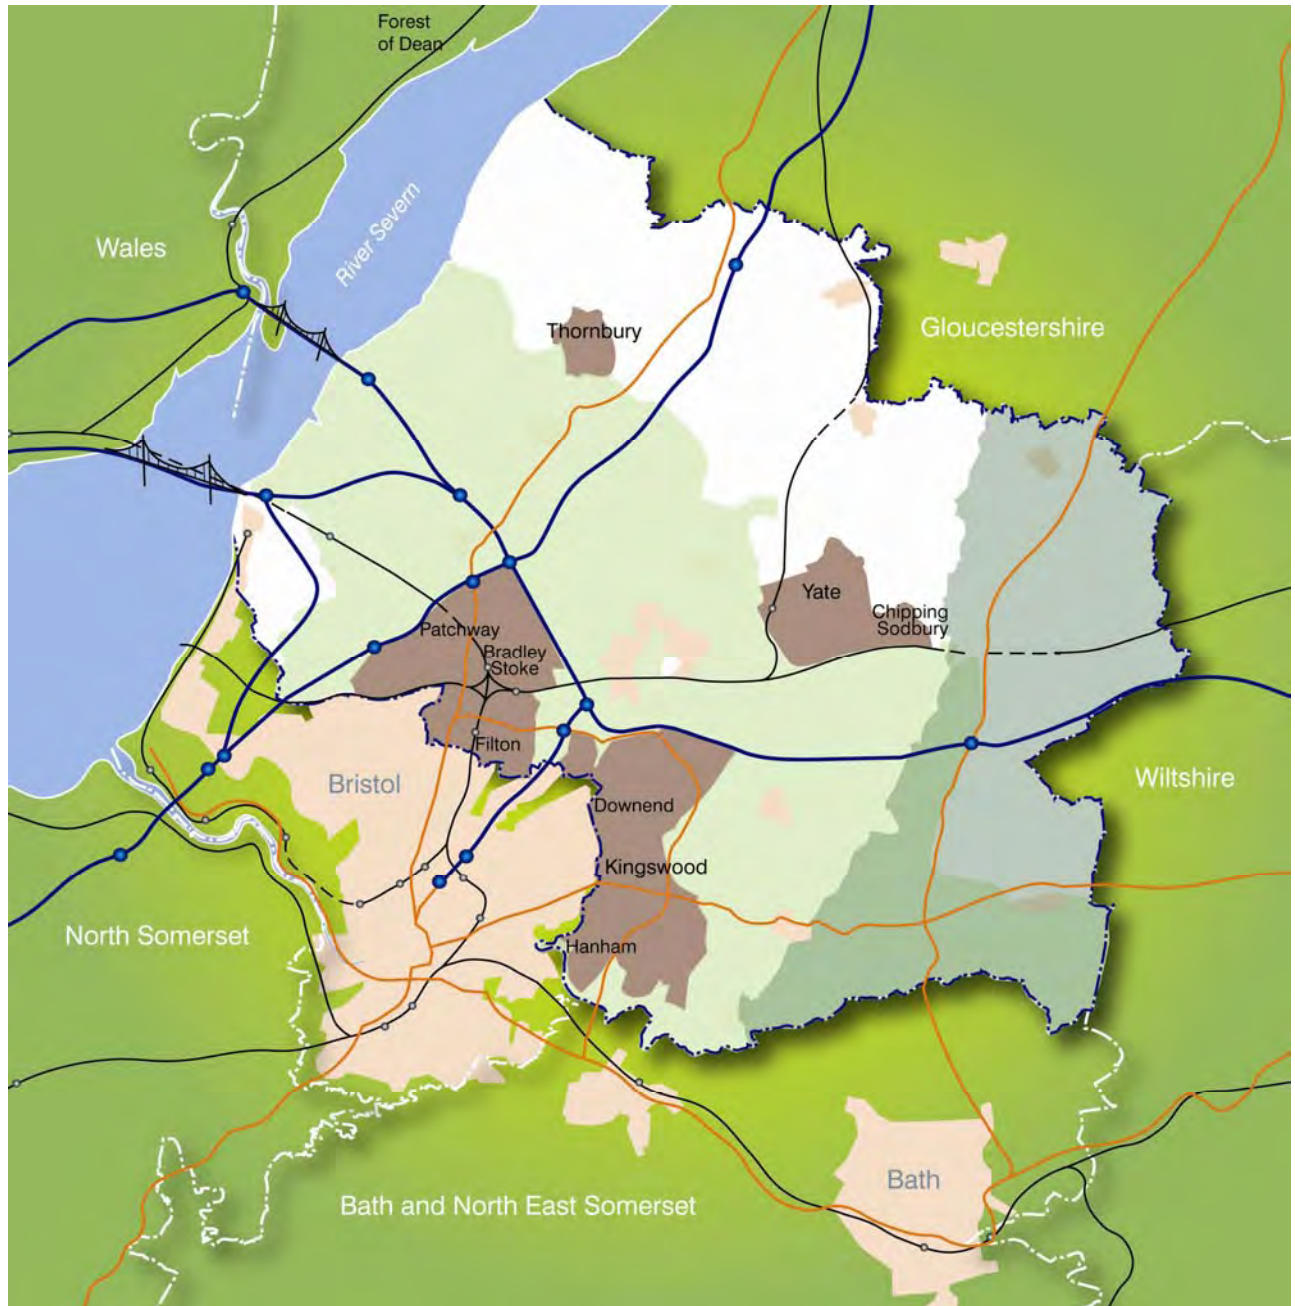 Forest
of Dean
River Severn
Wales
Thornbury
Gloucestershire
Yate
Chipping
Sodbury
Patchway
Bradley
Stoke
Filton
Bristol
Wiltshire
Downend
Kingswood
North Somerset
Hanham
Bath
Bath and North East Somerset